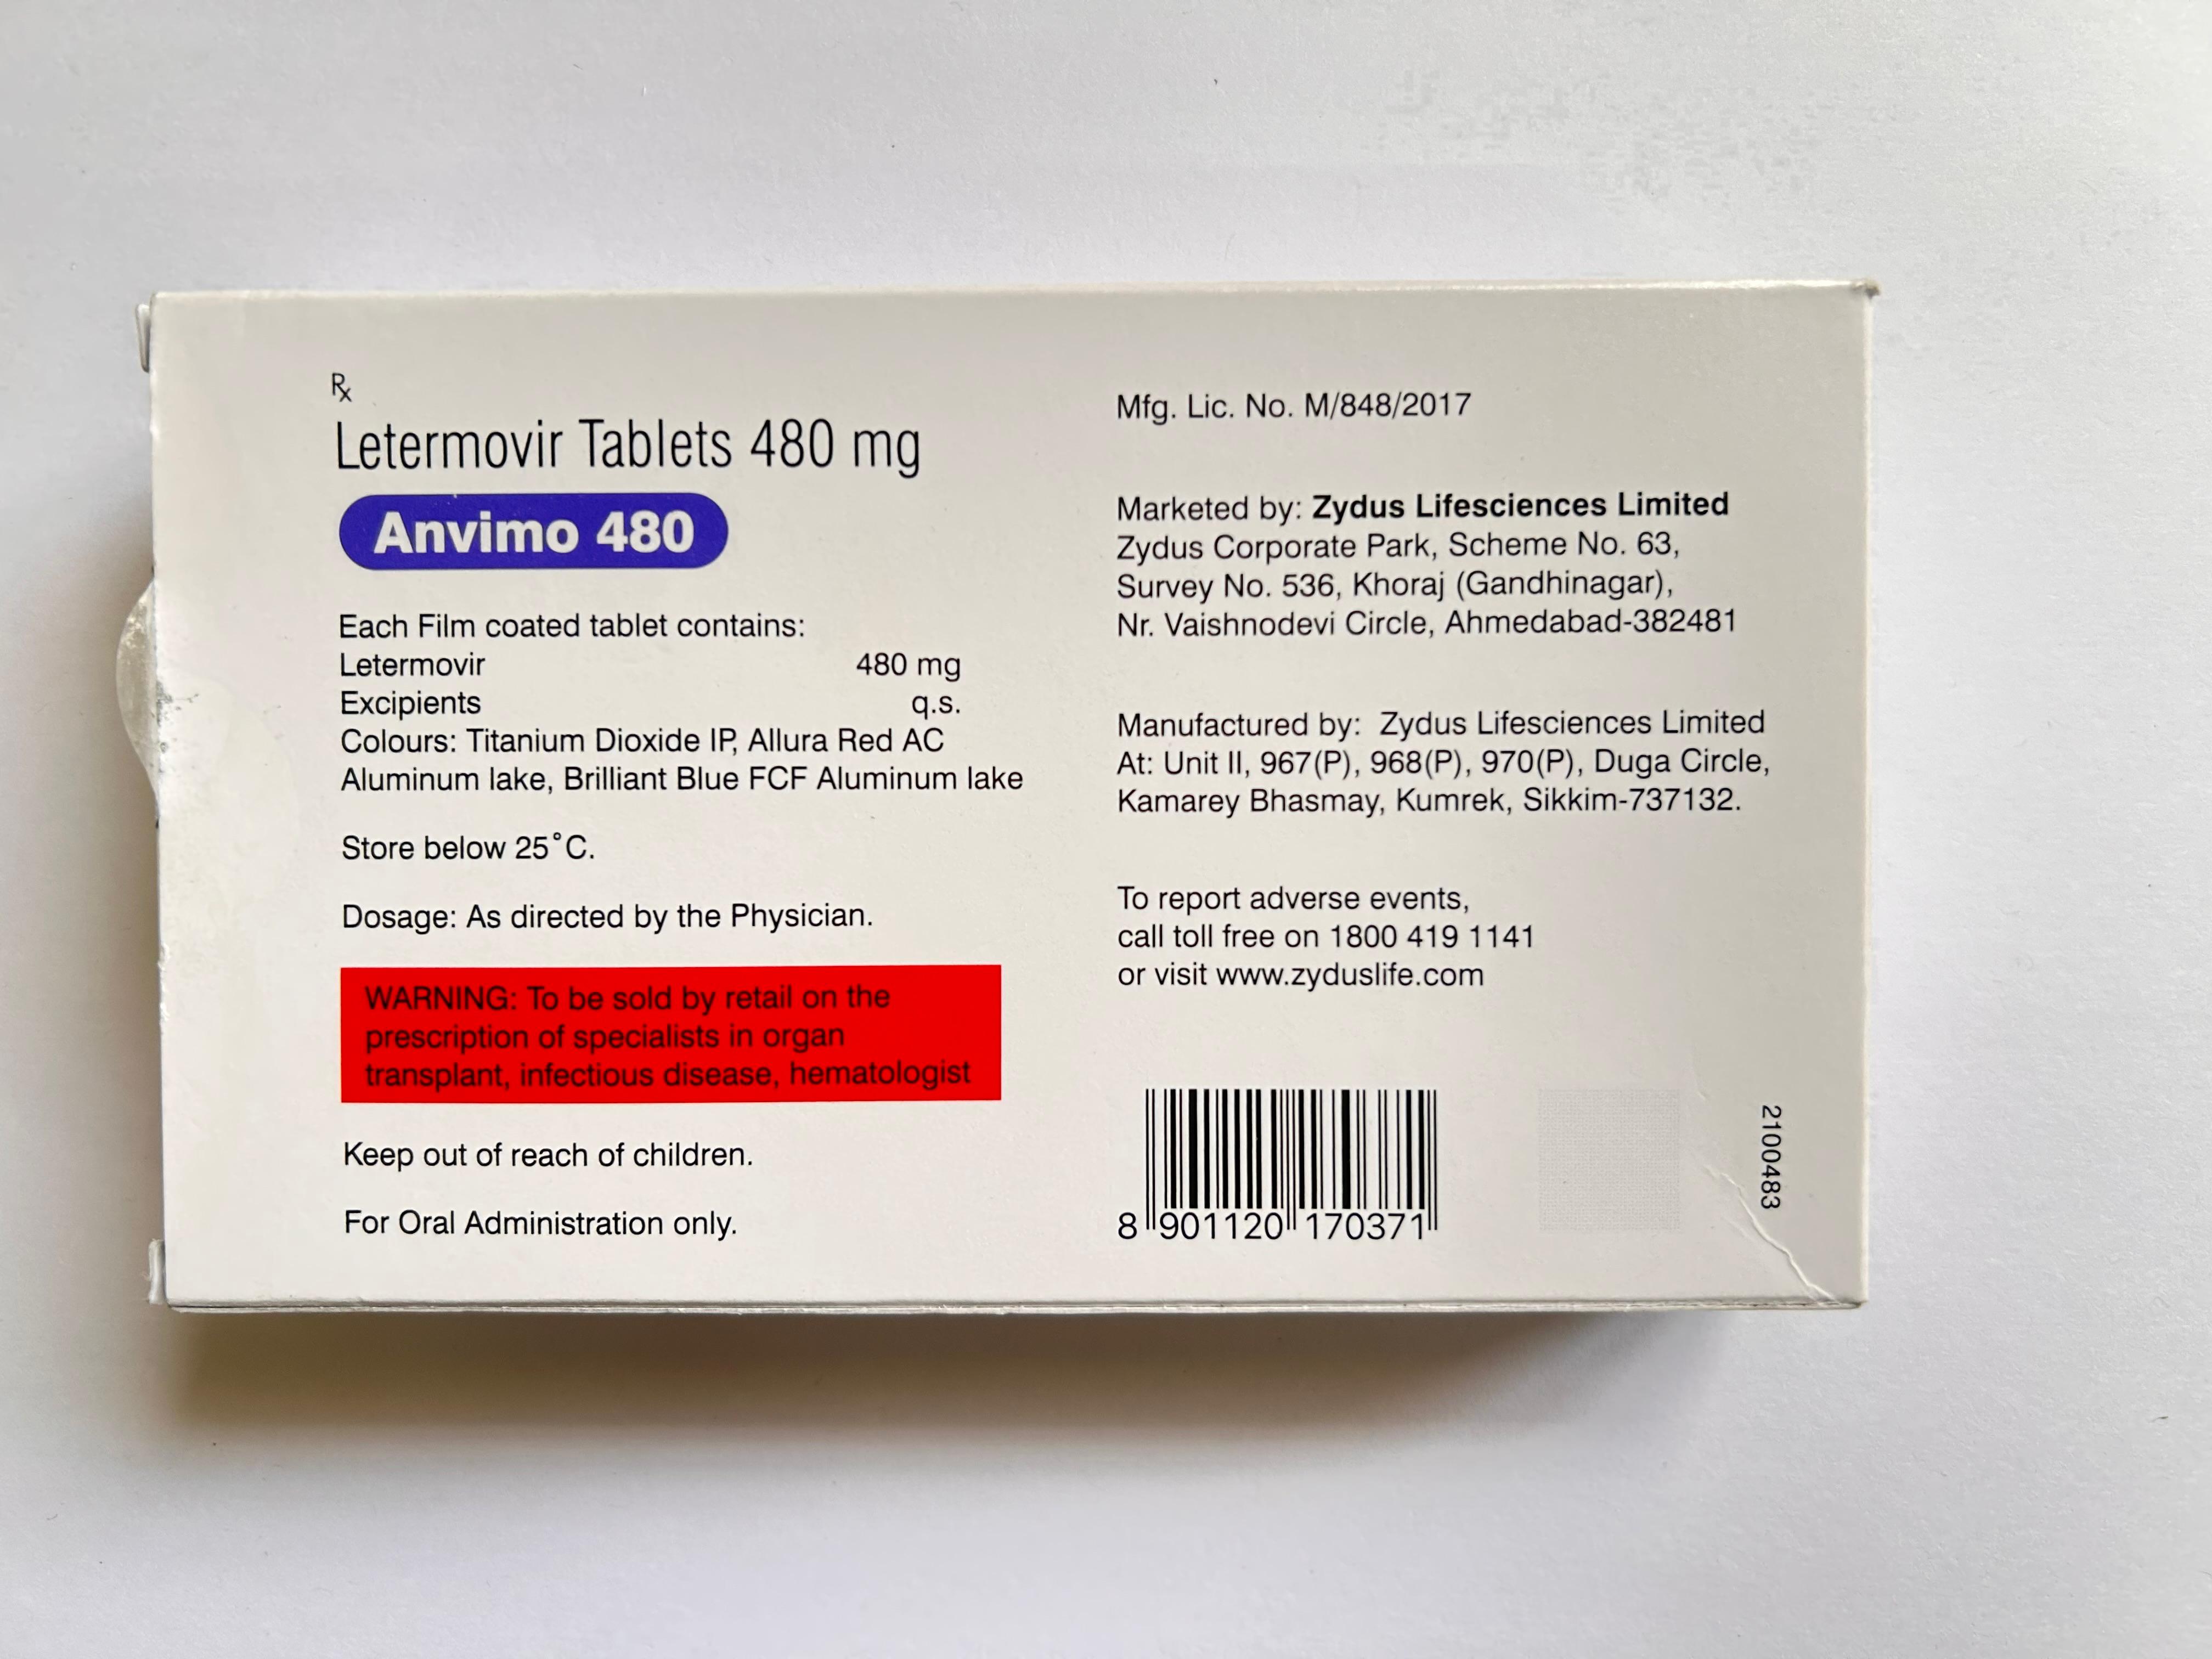 Rx
Letermovir Tablets 480 mg
Anvimo 480
Each Film coated tablet contains:
Letermovir 480 mg
Excipients q.s.
Colours: Titanium Dioxide IP, Allura Red AC
Aluminum lake, Brilliant Blue FCF Aluminum lake
Store below 25°C.
Dosage: As directed by the Physician.
WARNING: To be sold by retail on the
prescription of specialists in organ
transplant, infectious disease, hematologist
Keep out of reach of children.
For Oral Administration only.
Mfg. Lic. No. M/848/2017
Marketed by: Zydus Lifesciences Limited
Zydus Corporate Park, Scheme No. 63,
Survey No. 536, Khoraj (Gandhinagar),
Nr. Vaishnodevi Circle, Ahmedabad-382481
Manufactured by: Zydus Lifesciences Limited
At: Unit II, 967(P), 968(P), 970(P), Duga Circle,
Kamarey Bhasmay, Kumrek, Sikkim-737132.
To report adverse events,
call toll free on 1800 419 1141
or visit www.zyduslife.com
8 901120 170371
2100483